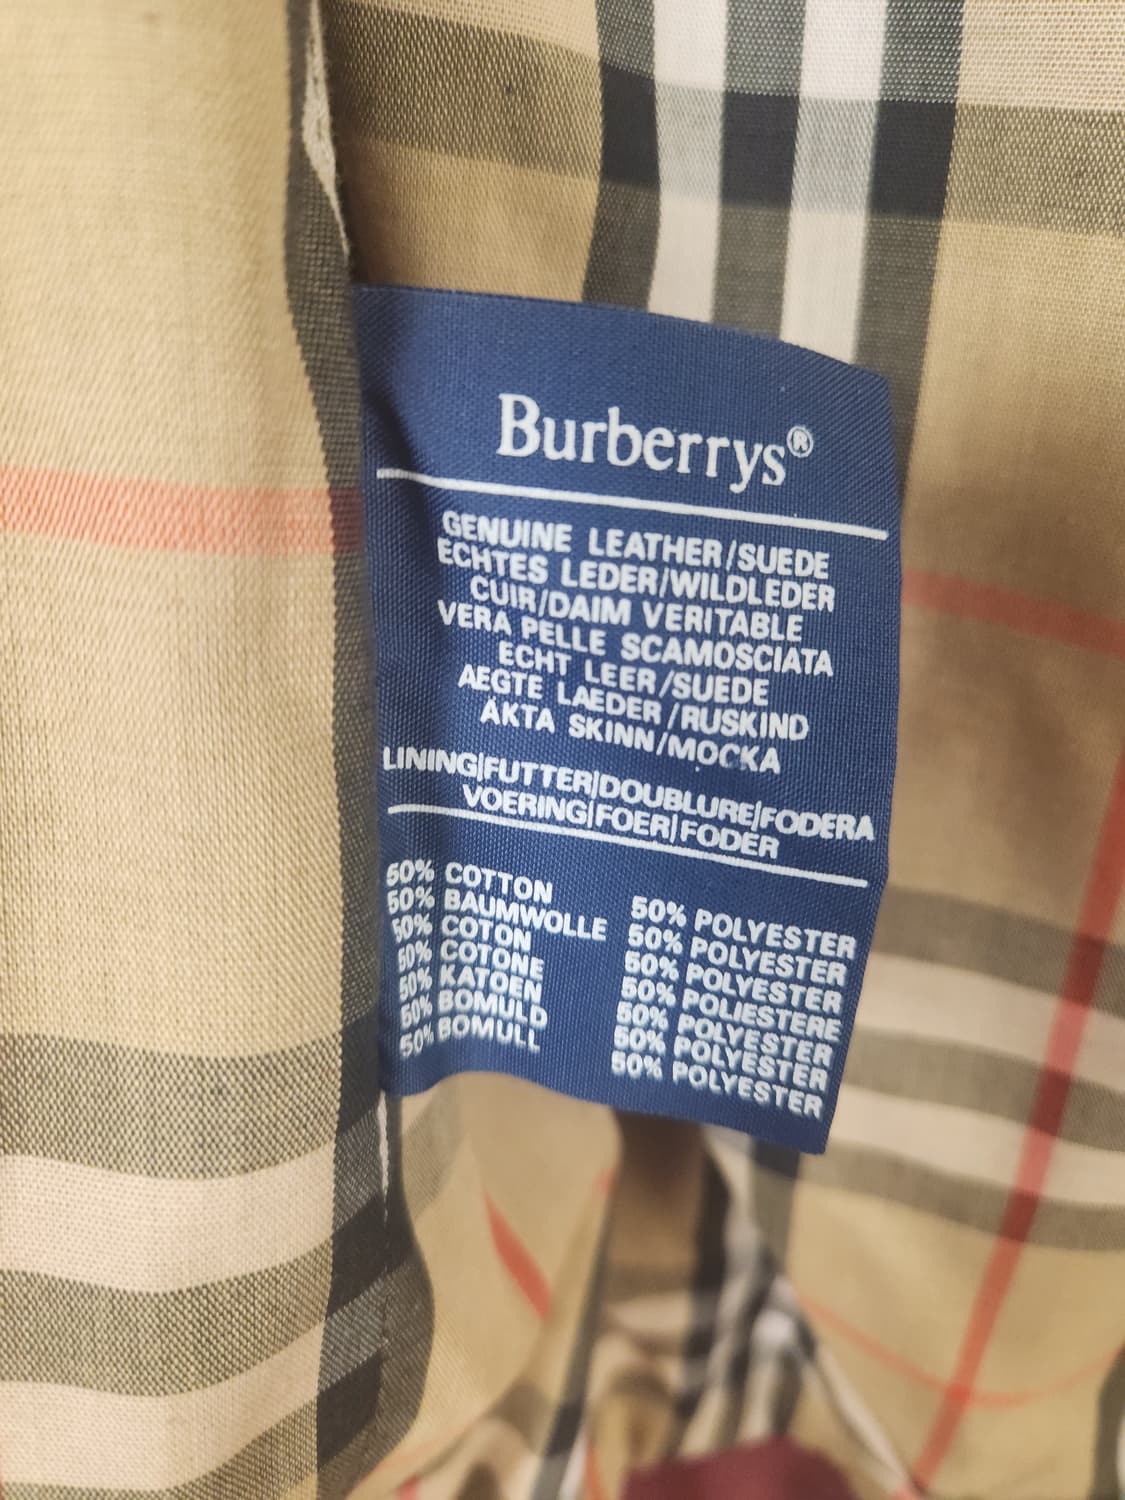 Burberrys®
GENUINE LEATHER/SUEDE
ECHTES LEDER/WILDLEDER
CUIR/DAIM VERITABLE
VERA PELLE SCAMOSCIATA
ECHT LEER/SUEDE
AEGTE LAEDER/RUSKIND
ÄKTA SKINN/MOCKA
LINING|FUTTER|DOUBLURE|FODERA
VOERING|FOER|FODER
50% COTTON 50% POLYESTER
50% BAUMWOLLE 50% POLYESTER
50% COTON 50% POLYESTER
50% COTONE 50% POLIESTERE
50% KATOEN 50% POLYESTER
50% BOMULD 50% POLYESTER
50% BOMULL 50% POLYESTER